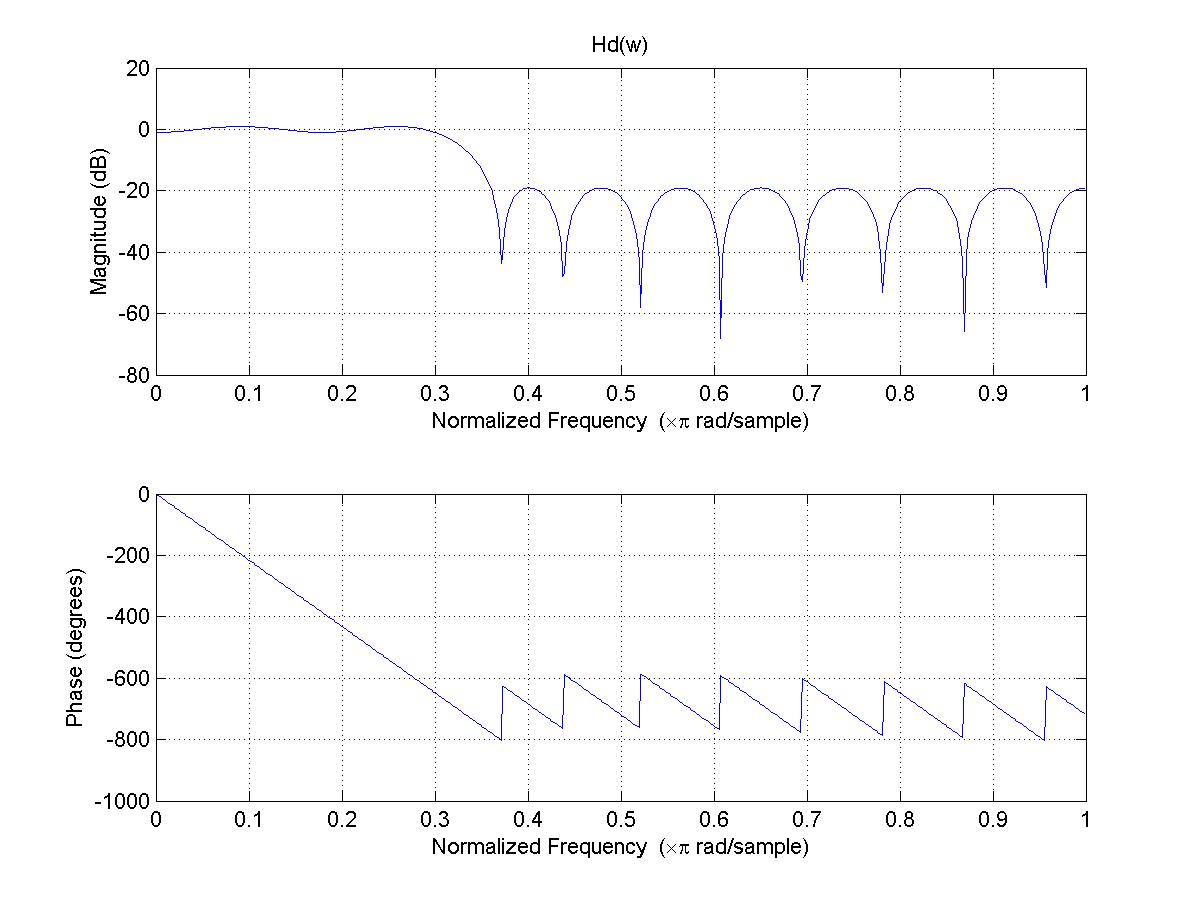 Hd(w)
20
0
-20
-40
-60
-80
Magnitude (dB)
0 0.1 0.2 0.3 0.4 0.5 0.6 0.7 0.8 0.9 1
Normalized Frequency (×π rad/sample)
0
-200
-400
-600
-800
-1000
Phase (degrees)
0 0.1 0.2 0.3 0.4 0.5 0.6 0.7 0.8 0.9 1
Normalized Frequency (×π rad/sample)